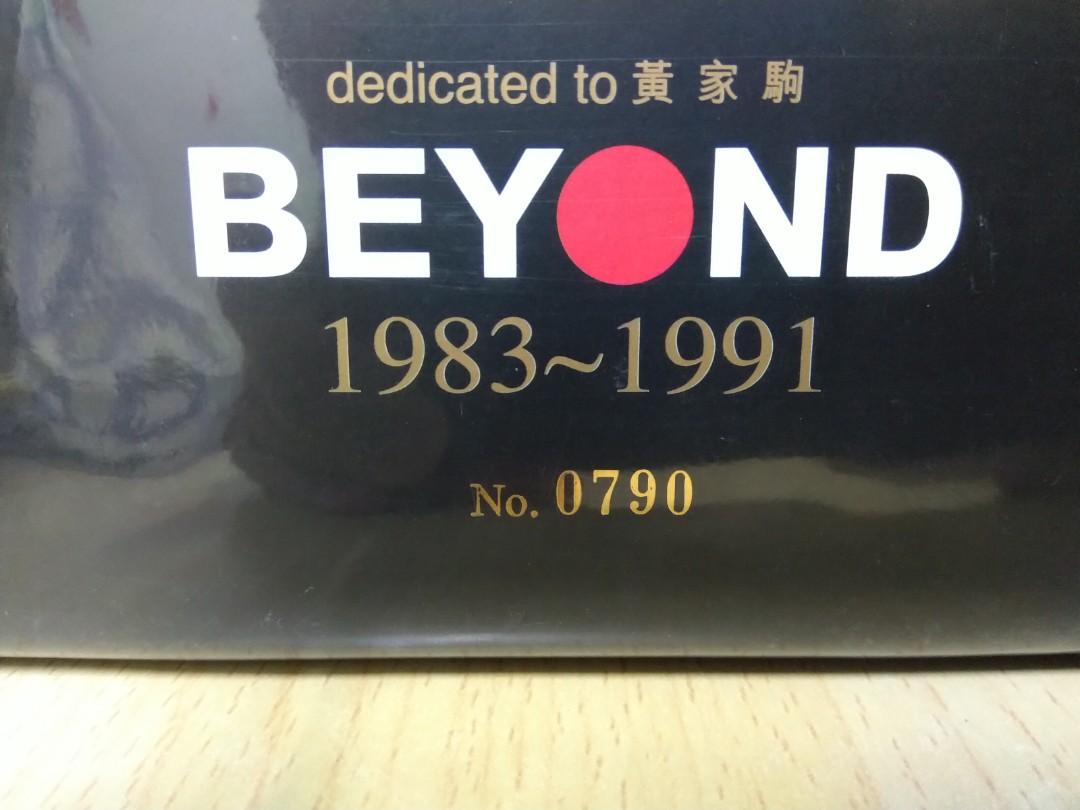 dedicated to 黃家駒
BEYOND
1983~1991
No. 0790